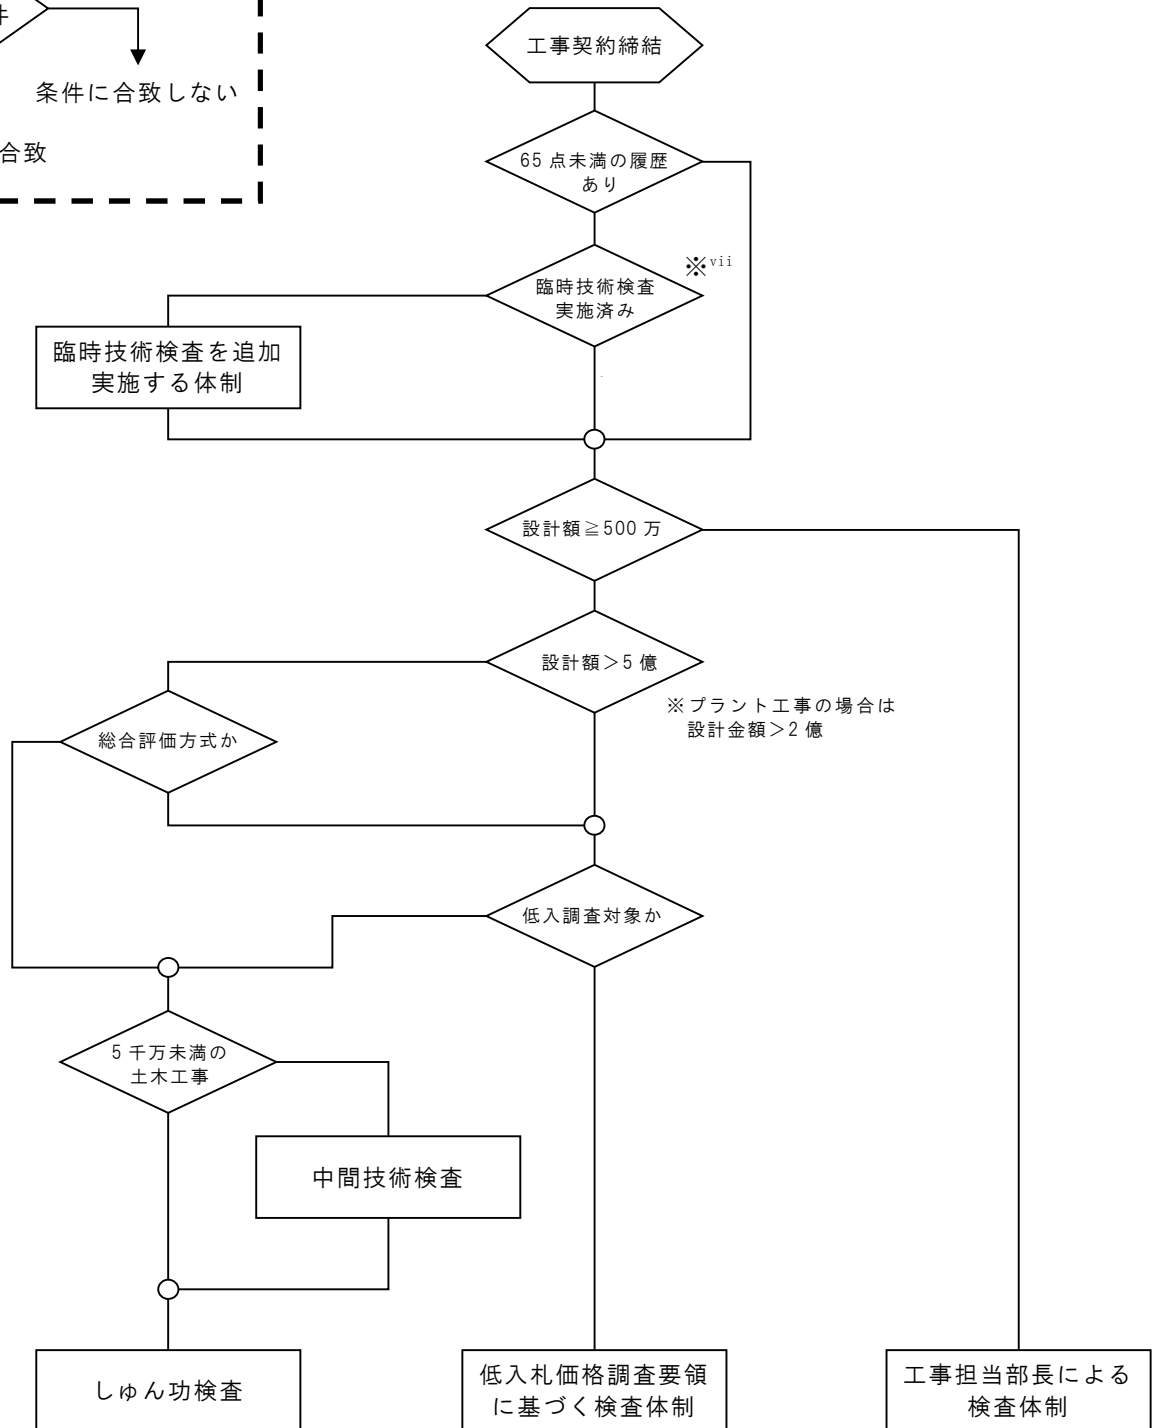 件
条件に合致しない
合致
工事契約締結
65 点未満の履歴
あり
臨時技術検査
実施済み
※vii
臨時技術検査を追加
実施する体制
設計額≧500 万
設計額＞5 億
※プラント工事の場合は
設計金額＞2 億
総合評価方式か
低入調査対象か
5 千万未満の
土木工事
中間技術検査
しゅん功検査
低入札価格調査要領
に基づく検査体制
工事担当部長による
検査体制